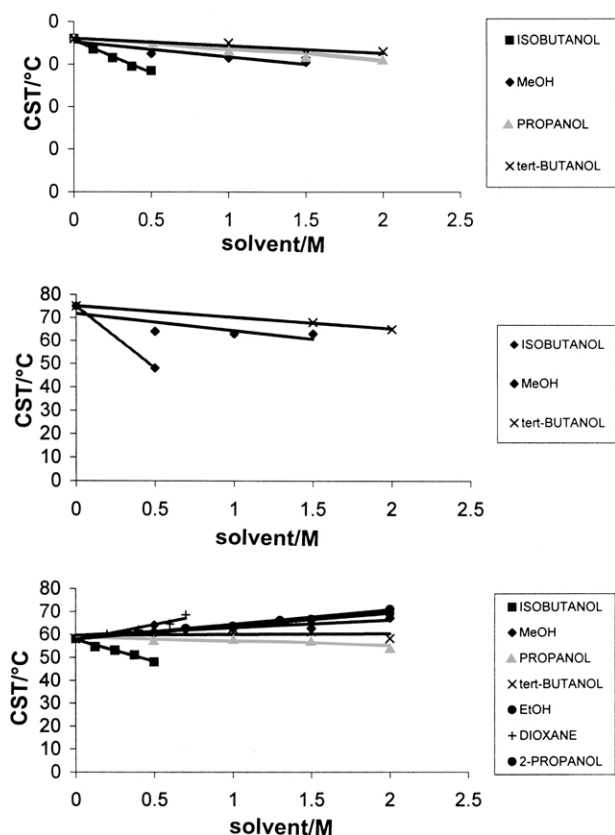 0
0
0
0
0
CST/°C
0 0.5 1 1.5 2 2.5
solvent/M
ISOBUTANOL
MeOH
PROPANOL
tert-BUTANOL
80
70
60
50
40
30
20
10
0
CST/°C
0 0.5 1 1.5 2 2.5
solvent/M
ISOBUTANOL
MeOH
tert-BUTANOL
80
70
60
50
40
30
20
10
0
CST/°C
0 0.5 1 1.5 2 2.5
solvent/M
ISOBUTANOL
MeOH
PROPANOL
tert-BUTANOL
EtOH
DIOXANE
2-PROPANOL